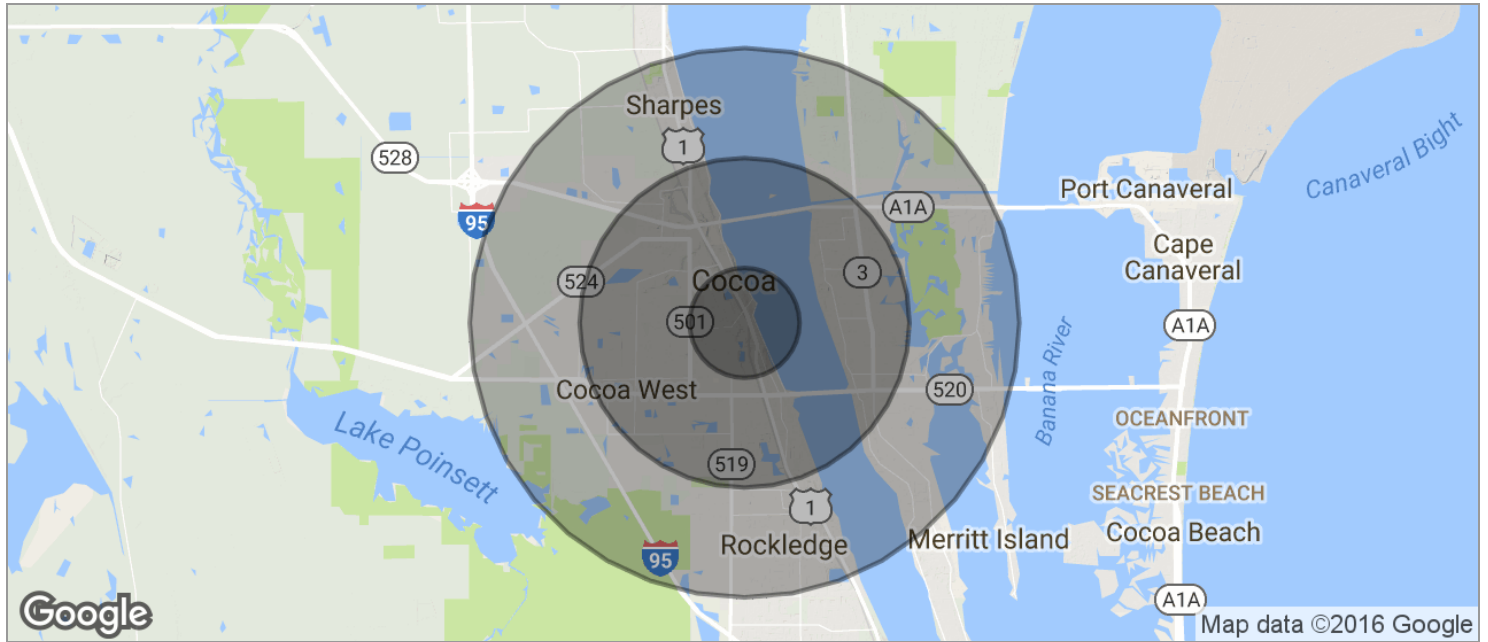 Sharpes
1
528
Canaveral Bight
Port Canaveral
A1A
95
Cape
Canaveral
524
3
Cocoa
501
A1A
Banana River
Cocoa West
520
OCEANFRONT
Lake Poinsett
519
SEACREST BEACH
1
Cocoa Beach
Merritt Island
Rockledge
95
A1A
Google
Map data ©2016 Google